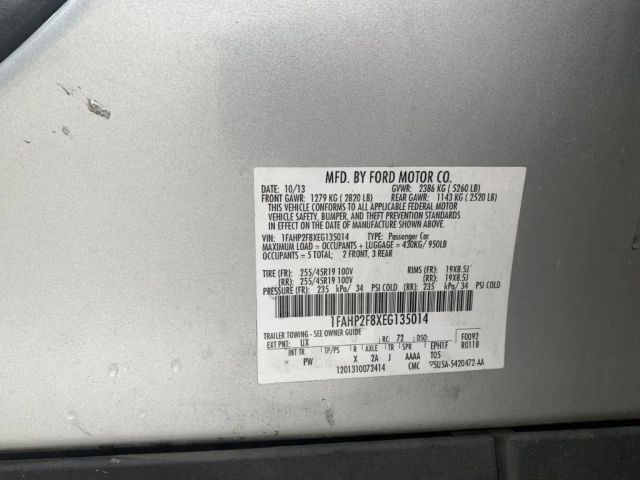 MFD. BY FORD MOTOR CO.
DATE: 10/13 GVWR: 2386 KG ( 5260 LB)
FRONT GAWR: 1279 KG ( 2820 LB) REAR GAWR: 1143 KG ( 2520 LB)
THIS VEHICLE CONFORMS TO ALL APPLICABLE FEDERAL MOTOR
VEHICLE SAFETY, BUMPER, AND THEFT PREVENTION STANDARDS
IN EFFECT ON THE DATE OF MANUFACTURE SHOWN ABOVE.
VIN: 1FAHP2F8XEG135014 TYPE: Passenger Car
MAXIMUM LOAD = OCCUPANTS + LUGGAGE = 430KG/ 950LB
OCCUPANTS = 5 TOTAL: 2 FRONT, 3 REAR
TIRE (FR): 255/45R19 100V RIMS (FR): 19X8.5J
(RR): 255/45R19 100V (RR): 19X8.5J
PRESSURE (FR): 235 kPa/ 34 PSI COLD (RR): 235 kPa/ 34 PSI COLD
1FAHP2F8XEG135014
TRAILER TOWING - SEE OWNER GUIDE F0092
EXT PNT: UX RC: 72 DSO: R0118
INT TR TP/PS R AXLE TR SPR EPH1F
PW X 2A J AAAA T05
1201310072414 CMC 5U5A-5420472-AA